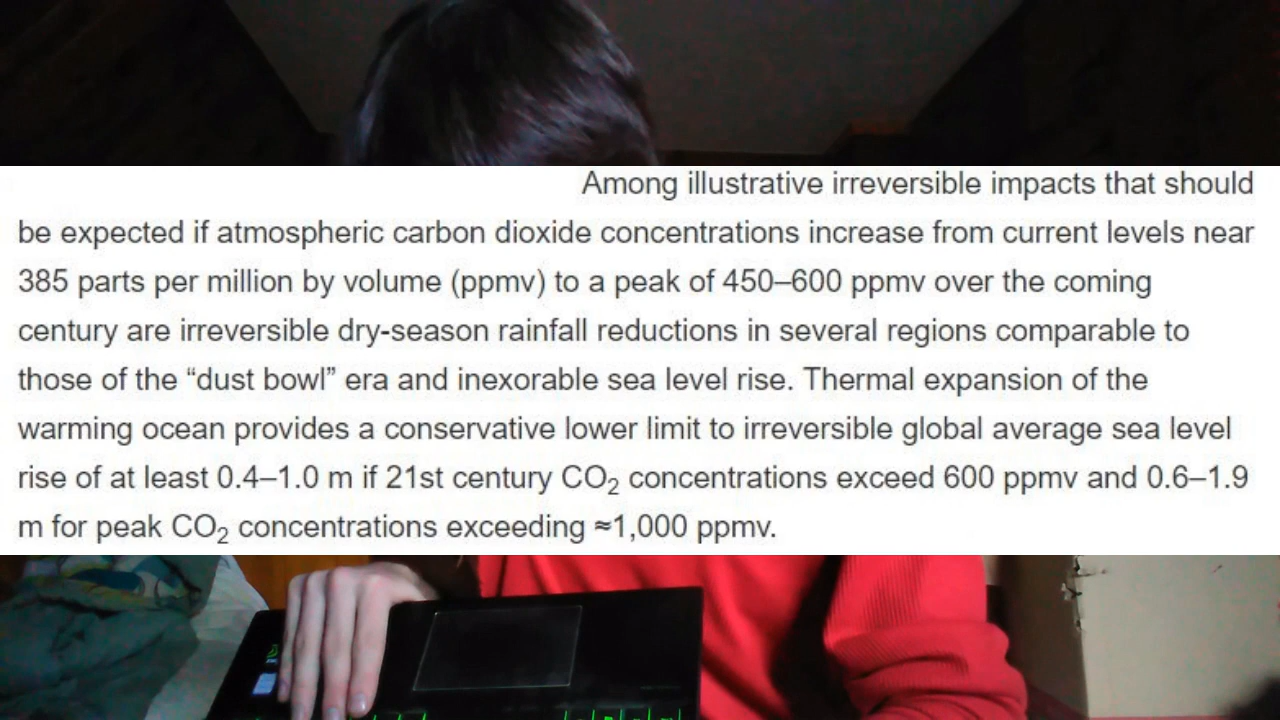 Among illustrative irreversible impacts that should
be expected if atmospheric carbon dioxide concentrations increase from current levels near
385 parts per million by volume (ppmv) to a peak of 450–600 ppmv over the coming
century are irreversible dry-season rainfall reductions in several regions comparable to
those of the “dust bowl” era and inexorable sea level rise. Thermal expansion of the
warming ocean provides a conservative lower limit to irreversible global average sea level
rise of at least 0.4–1.0 m if 21st century CO₂ concentrations exceed 600 ppmv and 0.6–1.9
m for peak CO₂ concentrations exceeding ≈1,000 ppmv.